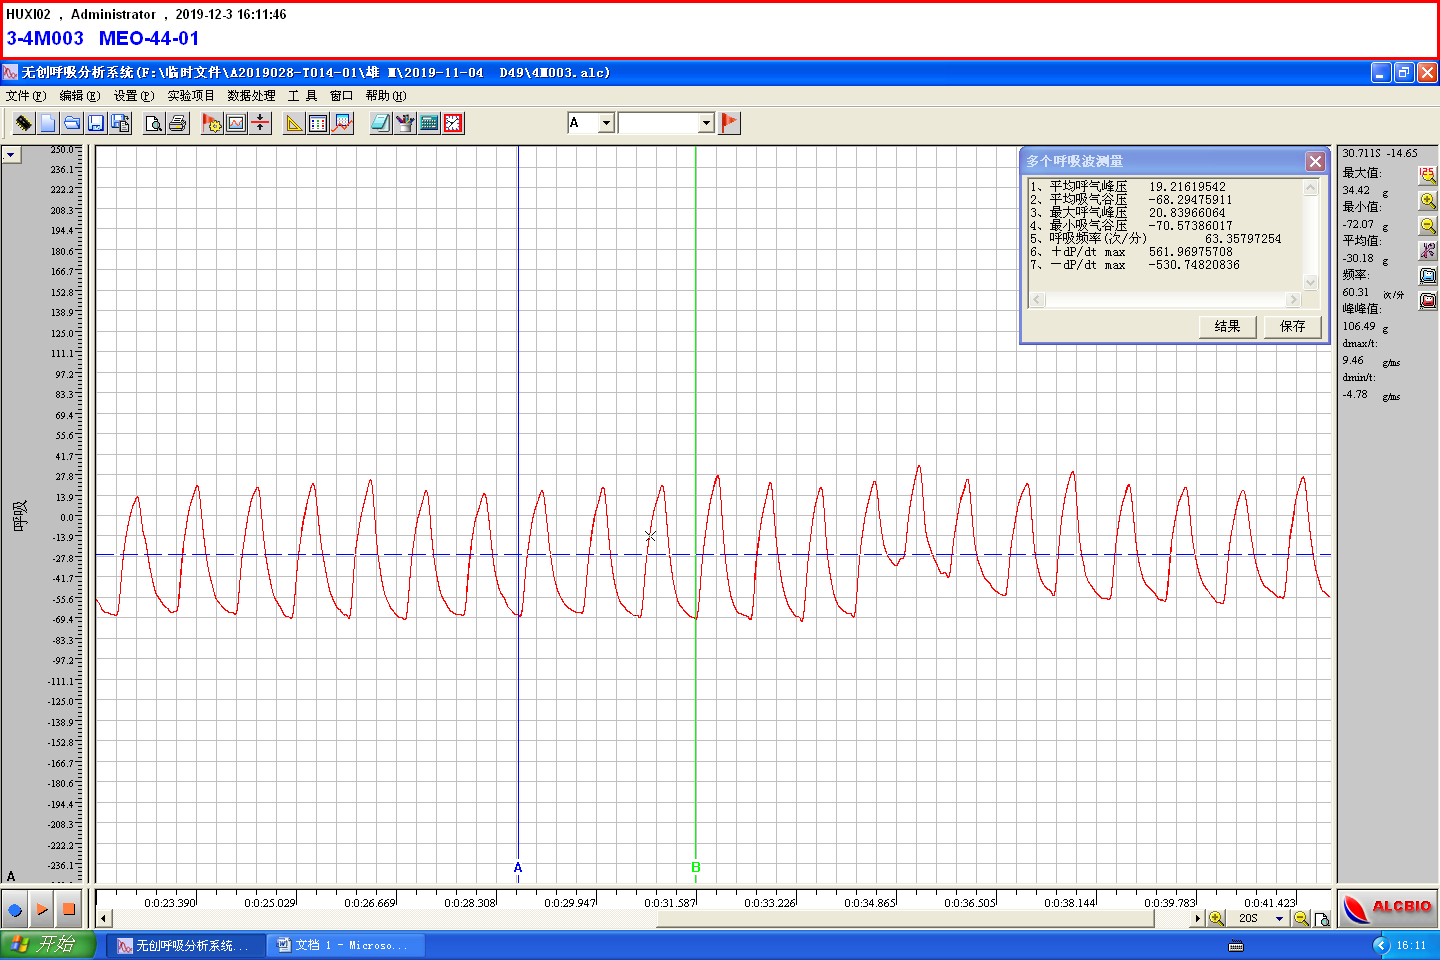 HUXI02 , Administrator , 2019-12-3 16:11:46
3-4M003 MEO-44-01
无创呼吸分析系统(F:\临时文件\A2019028-T014-01\雄 M\2019-11-04 D49\4M003.alc)
文件(F) 编辑(E) 设置(P) 实验项目 数据处理 工 具 窗口 帮助(H)
A
250.0
236.1
222.2
208.3
194.4
180.6
166.7
152.8
138.9
125.0
111.1
97.2
83.3
69.4
55.6
41.7
27.8
13.9
0.0
-13.9
-27.8
-41.7
-55.6
-69.4
-83.3
-97.2
-111.1
-125.0
-138.9
-152.8
-166.7
-180.6
-194.4
-208.3
-222.2
-236.1
呼吸
A
多个呼吸波测量
1、平均呼气峰压 19.21619542
2、平均吸气谷压 -68.29475911
3、最大呼气峰压 20.83966064
4、最小吸气谷压 -70.57386017
5、呼吸频率(次/分) 63.35797254
6、＋dP/dt max 561.96975708
7、－dP/dt max -530.74820836
结果 保存
30.711S -14.65
最大值:
34.42 g
最小值:
-72.07 g
平均值:
-30.18 g
频率:
60.31 次/分
峰峰值:
106.49 g
dmax/t:
9.46 g/ms
dmin/t:
-4.78 g/ms
125
A B
0:0:23.390 0:0:25.029 0:0:26.669 0:0:28.308 0:0:29.947 0:0:31.587 0:0:33.226 0:0:34.865 0:0:36.505 0:0:38.144 0:0:39.783 0:0:41.423
20S
ALCBIO
开始 无创呼吸分析系统... 文档 1 - Microso... 16:11